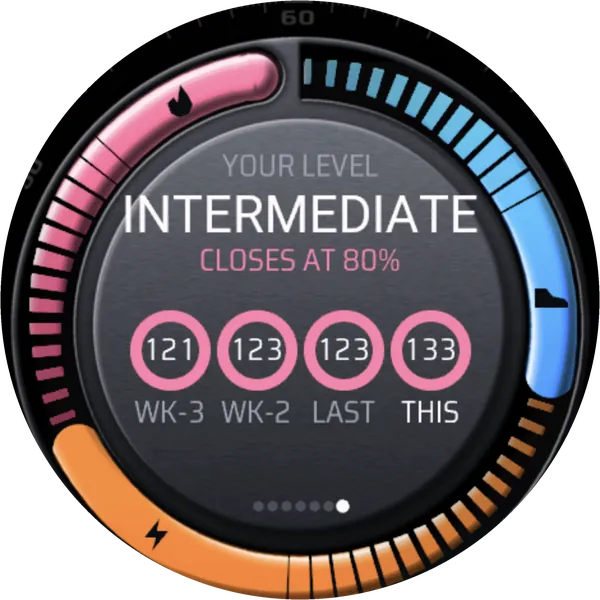 60
YOUR LEVEL
INTERMEDIATE
CLOSES AT 80%
121 123 123 133
WK-3 WK-2 LAST THIS